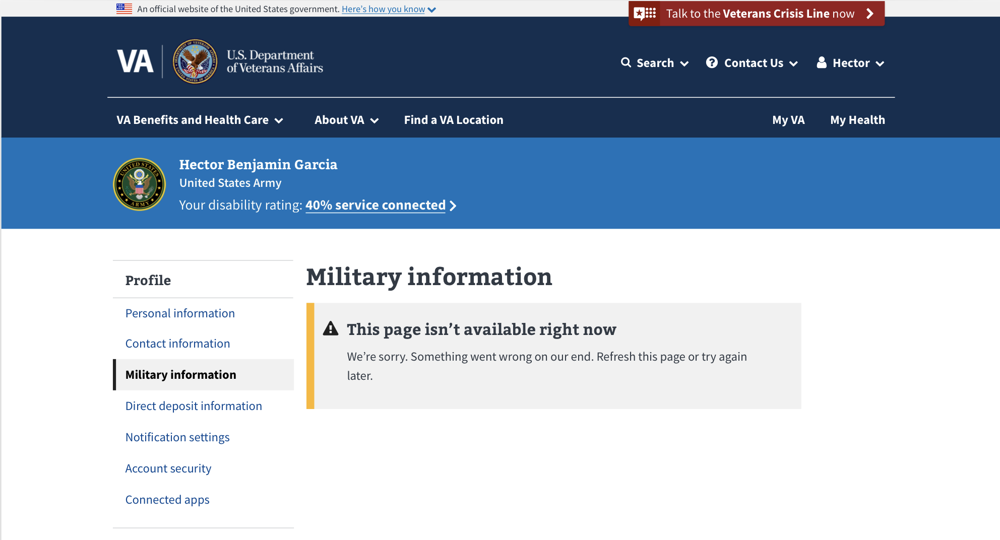 An official website of the United States government. Here’s how you know
Talk to the Veterans Crisis Line now
VA
U.S. Department
of Veterans Affairs
Search
Contact Us
Hector
VA Benefits and Health Care
About VA
Find a VA Location
My VA
My Health
UNITED STATES
ARMY
Hector Benjamin Garcia
United States Army
Your disability rating: 40% service connected
Profile
Personal information
Contact information
Military information
Direct deposit information
Notification settings
Account security
Connected apps
Military information
This page isn’t available right now
We’re sorry. Something went wrong on our end. Refresh this page or try again
later.